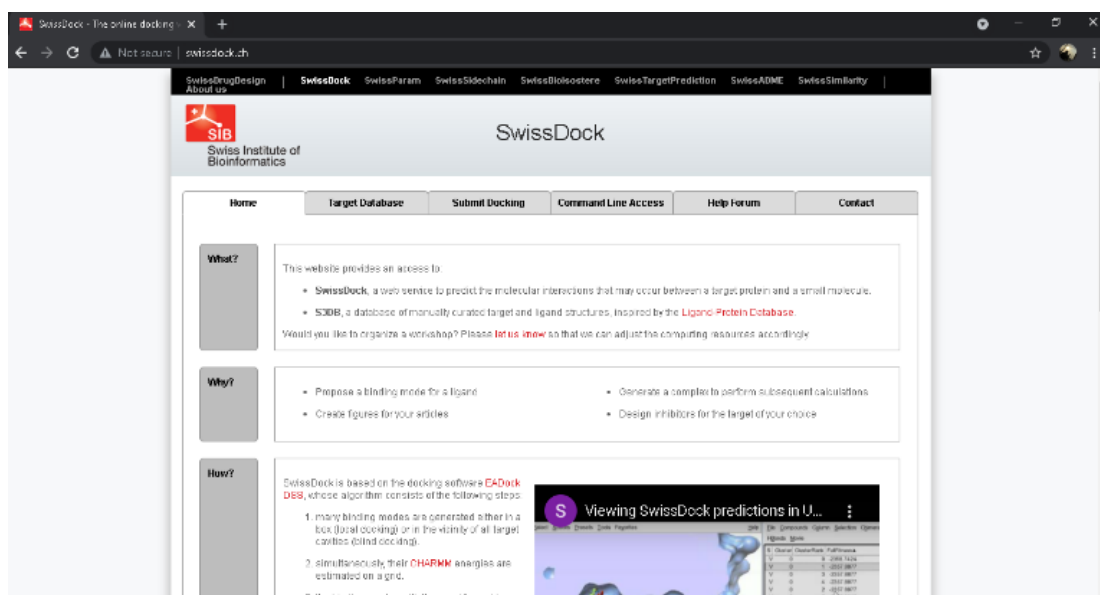 SwissDock - The online docking
Not secure | swissdock.ch
SwissDrugDesign | SwissDock SwissParam SwissSidechain SwissBioisostere SwissTargetPrediction SwissADME SwissSimilarity |
About us
SIB
Swiss Institute of
Bioinformatics
SwissDock
Home Target Database Submit Docking Command Line Access Help Forum Contact
What?
This website provides an access to:
• SwissDock, a web service to predict the molecular interactions that may occur between a target protein and a small molecule.
• S3DB, a database of manually curated target and ligand structures, inspired by the Ligand-Protein Database.
Would you like to organize a workshop? Please let us know so that we can adjust the computing resources accordingly.
Why?
• Propose a binding mode for a ligand
• Create figures for your articles
• Generate a complex to perform subsequent calculations
• Design inhibitors for the target of your choice
How?
SwissDock is based on the docking software EADock
DSS, whose algorithm consists of the following steps:
1. many binding modes are generated either in a
box (local docking) or in the vicinity of all target
cavities (blind docking).
2. simultaneously, their CHARMM energies are
estimated on a grid.
S Viewing SwissDock predictions in U...